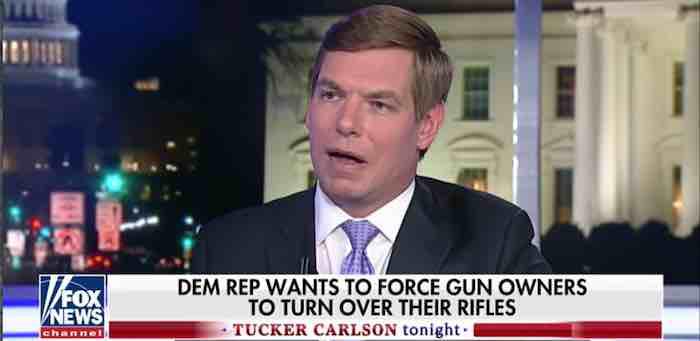 FOX
NEWS
channel
DEM REP WANTS TO FORCE GUN OWNERS
TO TURN OVER THEIR RIFLES
· TUCKER CARLSON tonight ·